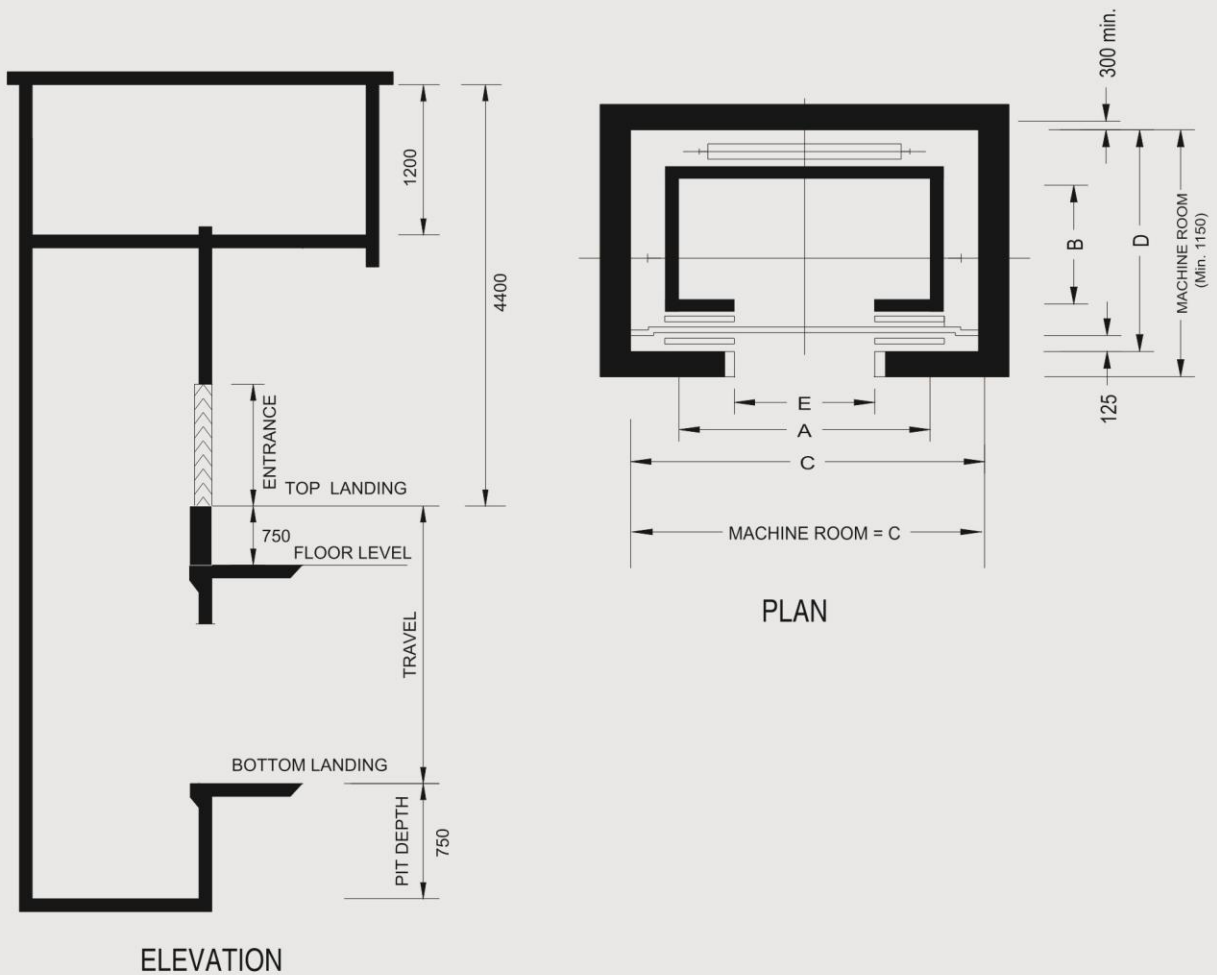 1200
4400
ENTRANCE
TOP LANDING
750
FLOOR LEVEL
TRAVEL
BOTTOM LANDING
PIT DEPTH
750
ELEVATION
300 min.
B
D
MACHINE ROOM
(Min. 1150)
125
E
A
C
MACHINE ROOM = C
PLAN